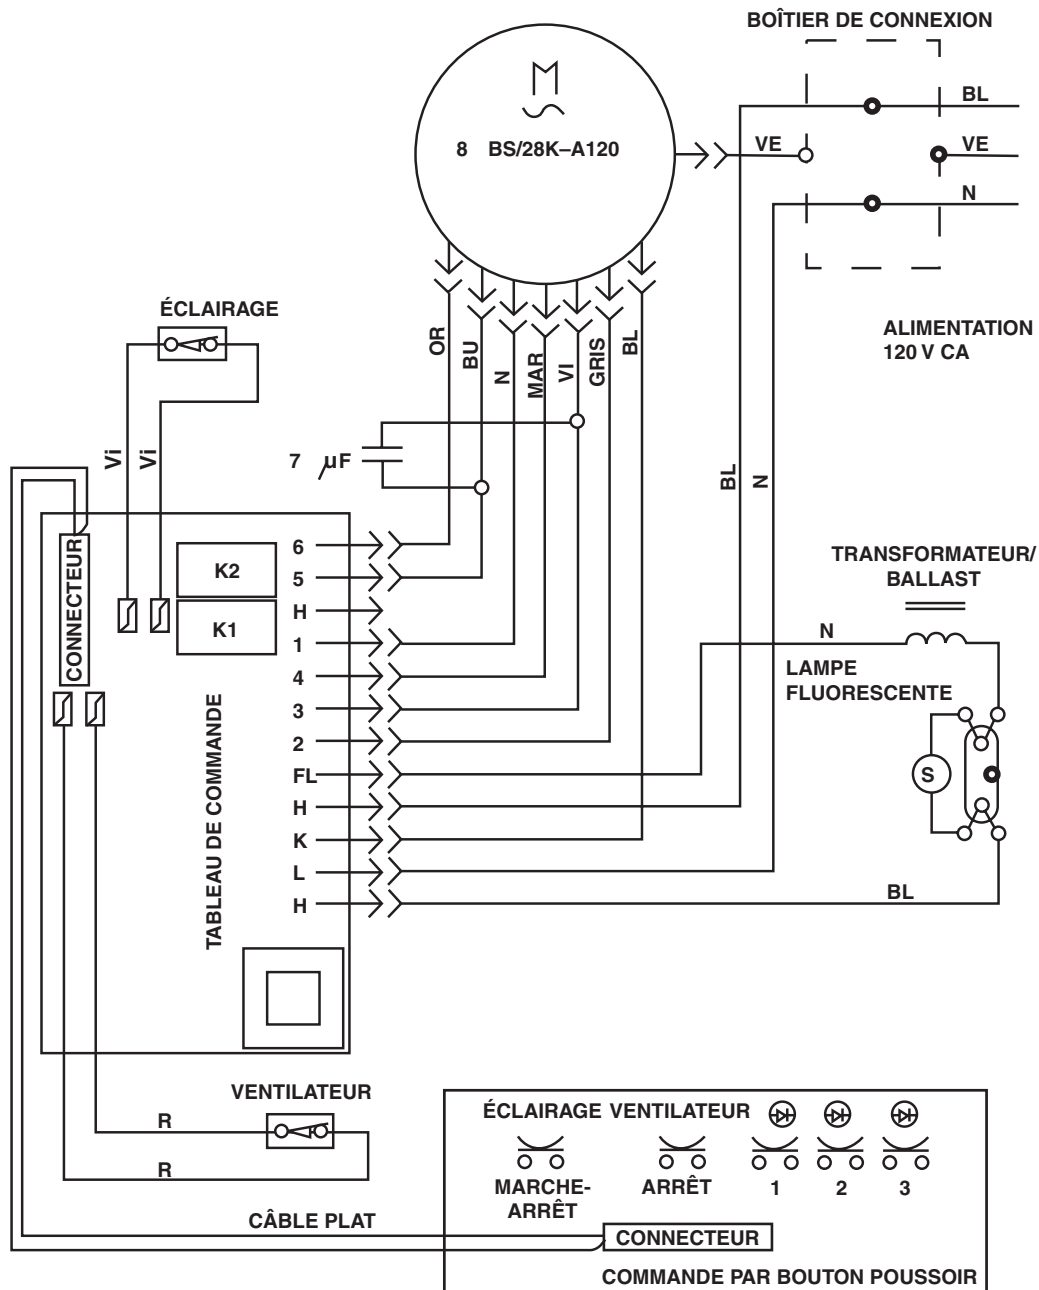 BOÎTIER DE CONNEXION
BL
8 BS/28K–A120
VE
VE
N
ÉCLAIRAGE
ALIMENTATION
120 V CA
OR
BU
N
MAR
VI
GRIS
BL
Vi
Vi
7 µF
BL
N
CONNECTEUR
K2
K1
6
5
H
1
4
3
2
FL
H
K
L
H
TRANSFORMATEUR/
BALLAST
N
LAMPE
FLUORESCENTE
S
BL
TABLEAU DE COMMANDE
VENTILATEUR
R
R
ÉCLAIRAGE VENTILATEUR
MARCHE-
ARRÊT
ARRÊT
1
2
3
CÂBLE PLAT
CONNECTEUR
COMMANDE PAR BOUTON POUSSOIR